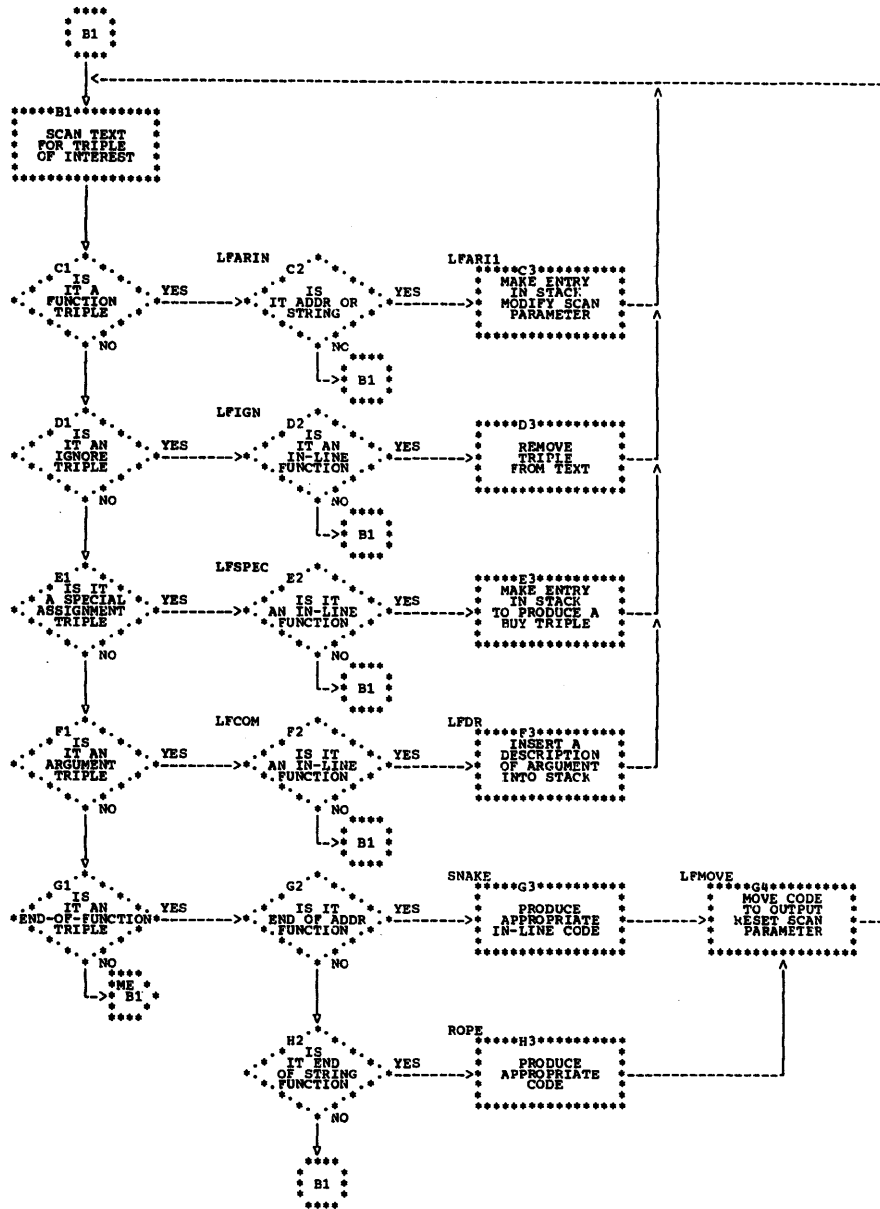 B1
B1
SCAN TEXT
FOR TRIPLE
OF INTEREST
C1
IS
IT A
FUNCTION
TRIPLE
YES
NO
LFARIN
C2
IS
IT ADDR OR
STRING
YES
NO
B1
LFARI1
C3
MAKE ENTRY
IN STACK
MODIFY SCAN
PARAMETER
D1
IS
IT AN
IGNORE
TRIPLE
YES
NO
LFIGN
D2
IS
IT AN
IN-LINE
FUNCTION
YES
NO
B1
D3
REMOVE
TRIPLE
FROM TEXT
E1
IS IT
A SPECIAL
ASSIGNMENT
TRIPLE
YES
NO
LFSPEC
E2
IS IT
AN IN-LINE
FUNCTION
YES
NO
B1
E3
MAKE ENTRY
IN STACK
TO PRODUCE A
BUY TRIPLE
F1
IS
IT AN
ARGUMENT
TRIPLE
YES
NO
LFCOM
F2
IS IT
AN IN-LINE
FUNCTION
YES
NO
B1
LFDR
F3
INSERT A
DESCRIPTION
OF ARGUMENT
INTO STACK
G1
IS
IT AN
END-OF-FUNCTION
TRIPLE
YES
NO
ME
B1
G2
IS IT
END OF ADDR
FUNCTION
YES
NO
SNAKE
G3
PRODUCE
APPROPRIATE
IN-LINE CODE
LFMOVE
G4
MOVE CODE
TO OUTPUT
RESET SCAN
PARAMETER
H2
IS
IT END
OF STRING
FUNCTION
YES
NO
ROPE
H3
PRODUCE
APPROPRIATE
CODE
B1